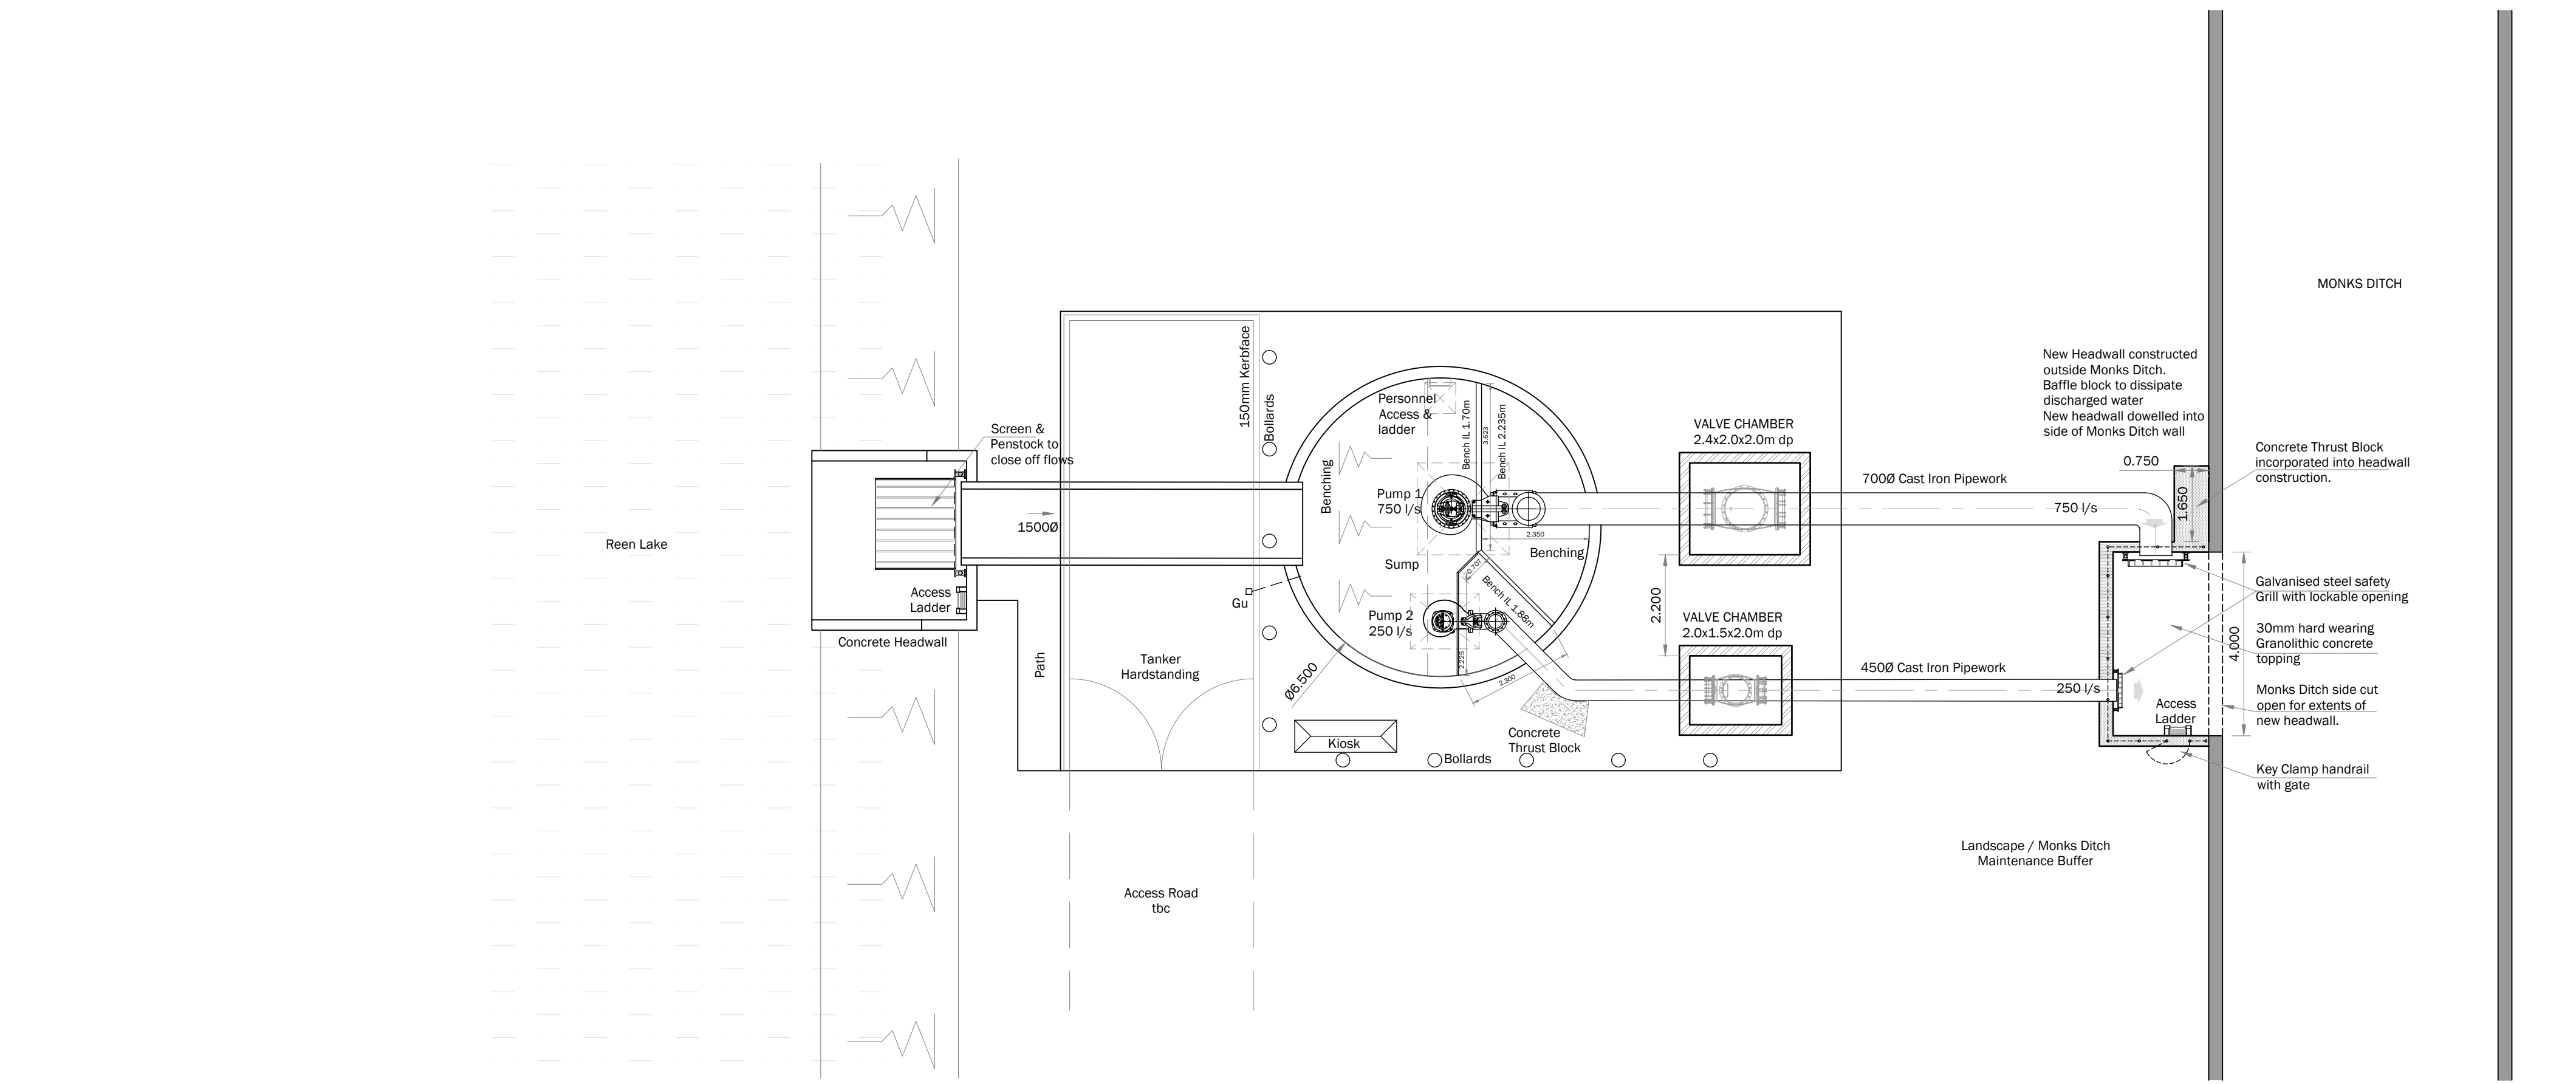 MONKS DITCH
150mm Kerbface
New Headwall constructed
outside Monks Ditch.
Baffle block to dissipate
discharged water
New headwall dowelled into
side of Monks Ditch wall
Personnel
Access &
ladder
Bollards
Bench IL 1.70m
3.623
Bench IL 2.235m
VALVE CHAMBER
2.4x2.0x2.0m dp
Screen &
Penstock to
close off flows
Concrete Thrust Block
incorporated into headwall
construction.
0.750
1.650
Benching
Pump 1
750 l/s
700Ø Cast Iron Pipework
750 l/s
1500Ø
2.350
Benching
Reen Lake
Sump
0.707
Bench IL 1.88m
Galvanised steel safety
Grill with lockable opening
Access
Ladder
Gu
2.200
Pump 2
250 l/s
VALVE CHAMBER
2.0x1.5x2.0m dp
30mm hard wearing
Granolithic concrete
topping
4.000
Concrete Headwall
Path
Tanker
Hardstanding
Ø6.500
2.225
2.300
450Ø Cast Iron Pipework
250 l/s
Monks Ditch side cut
open for extents of
new headwall.
Access
Ladder
Kiosk
Concrete
Thrust Block
Bollards
Key Clamp handrail
with gate
Landscape / Monks Ditch
Maintenance Buffer
Access Road
tbc